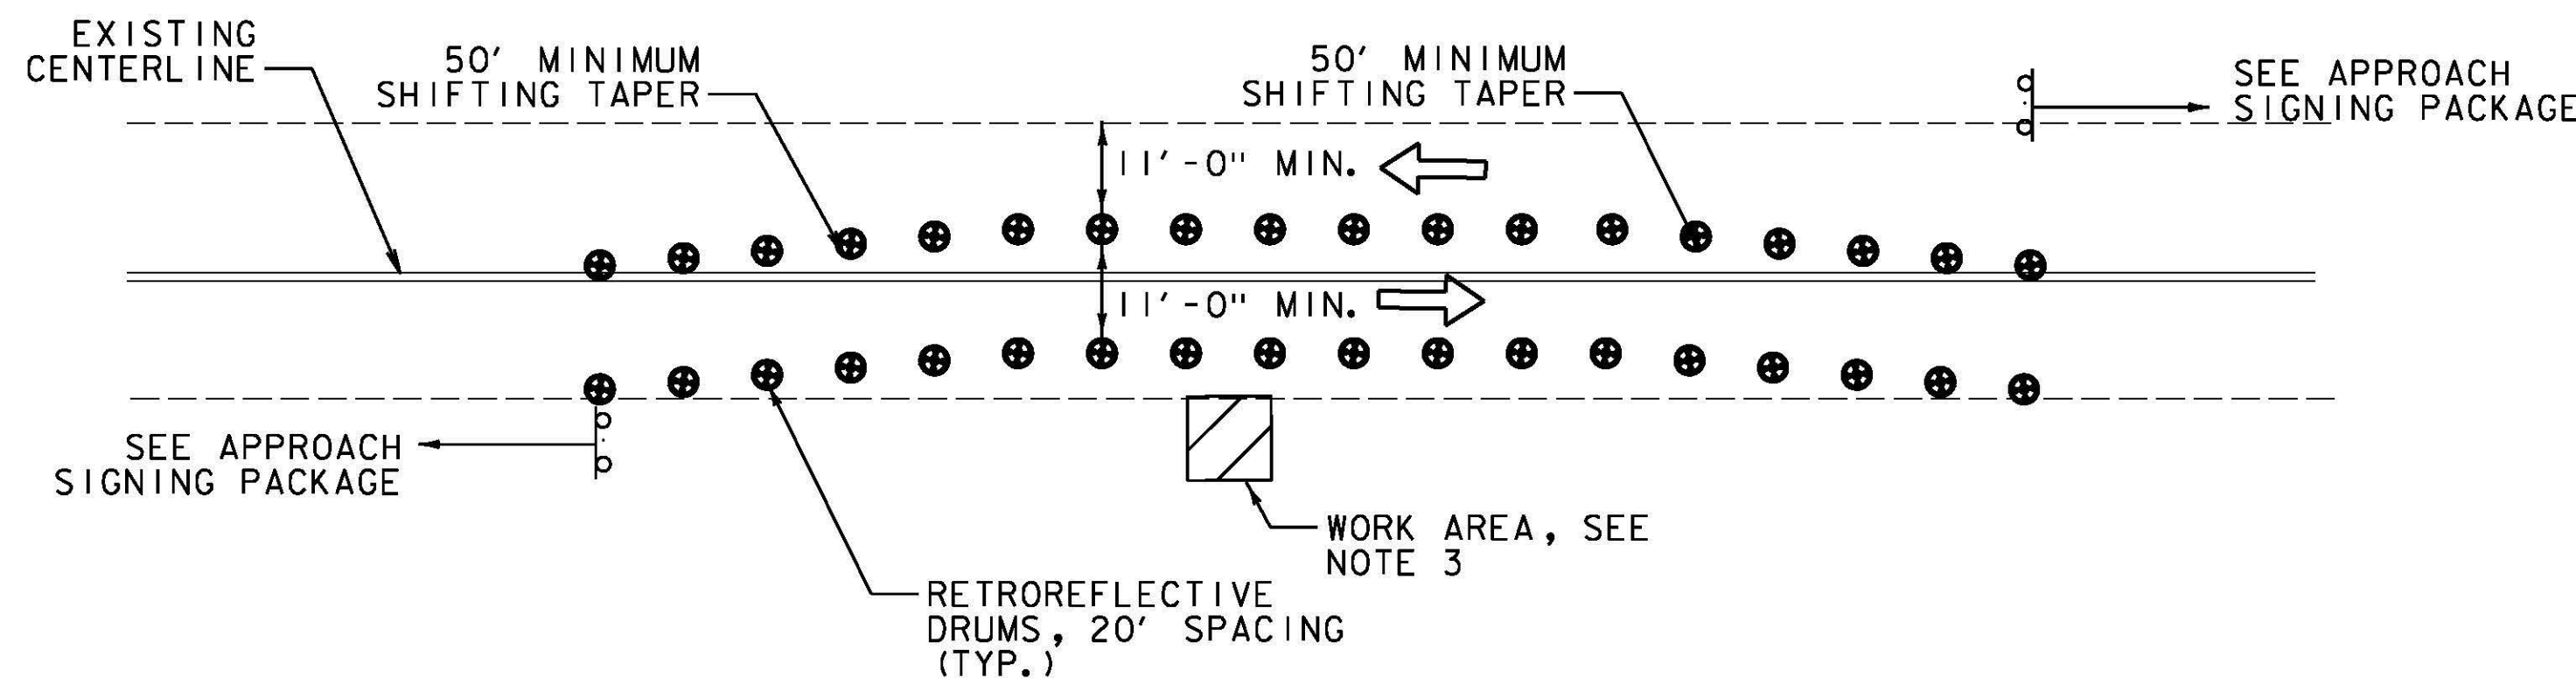 EXISTING
CENTERLINE
50' MINIMUM
SHIFTING TAPER
50' MINIMUM
SHIFTING TAPER
SEE APPROACH
SIGNING PACKAGE
11'-0" MIN.
11'-0" MIN.
SEE APPROACH
SIGNING PACKAGE
WORK AREA, SEE
NOTE 3
RETROREFLECTIVE
DRUMS, 20' SPACING
(TYP.)